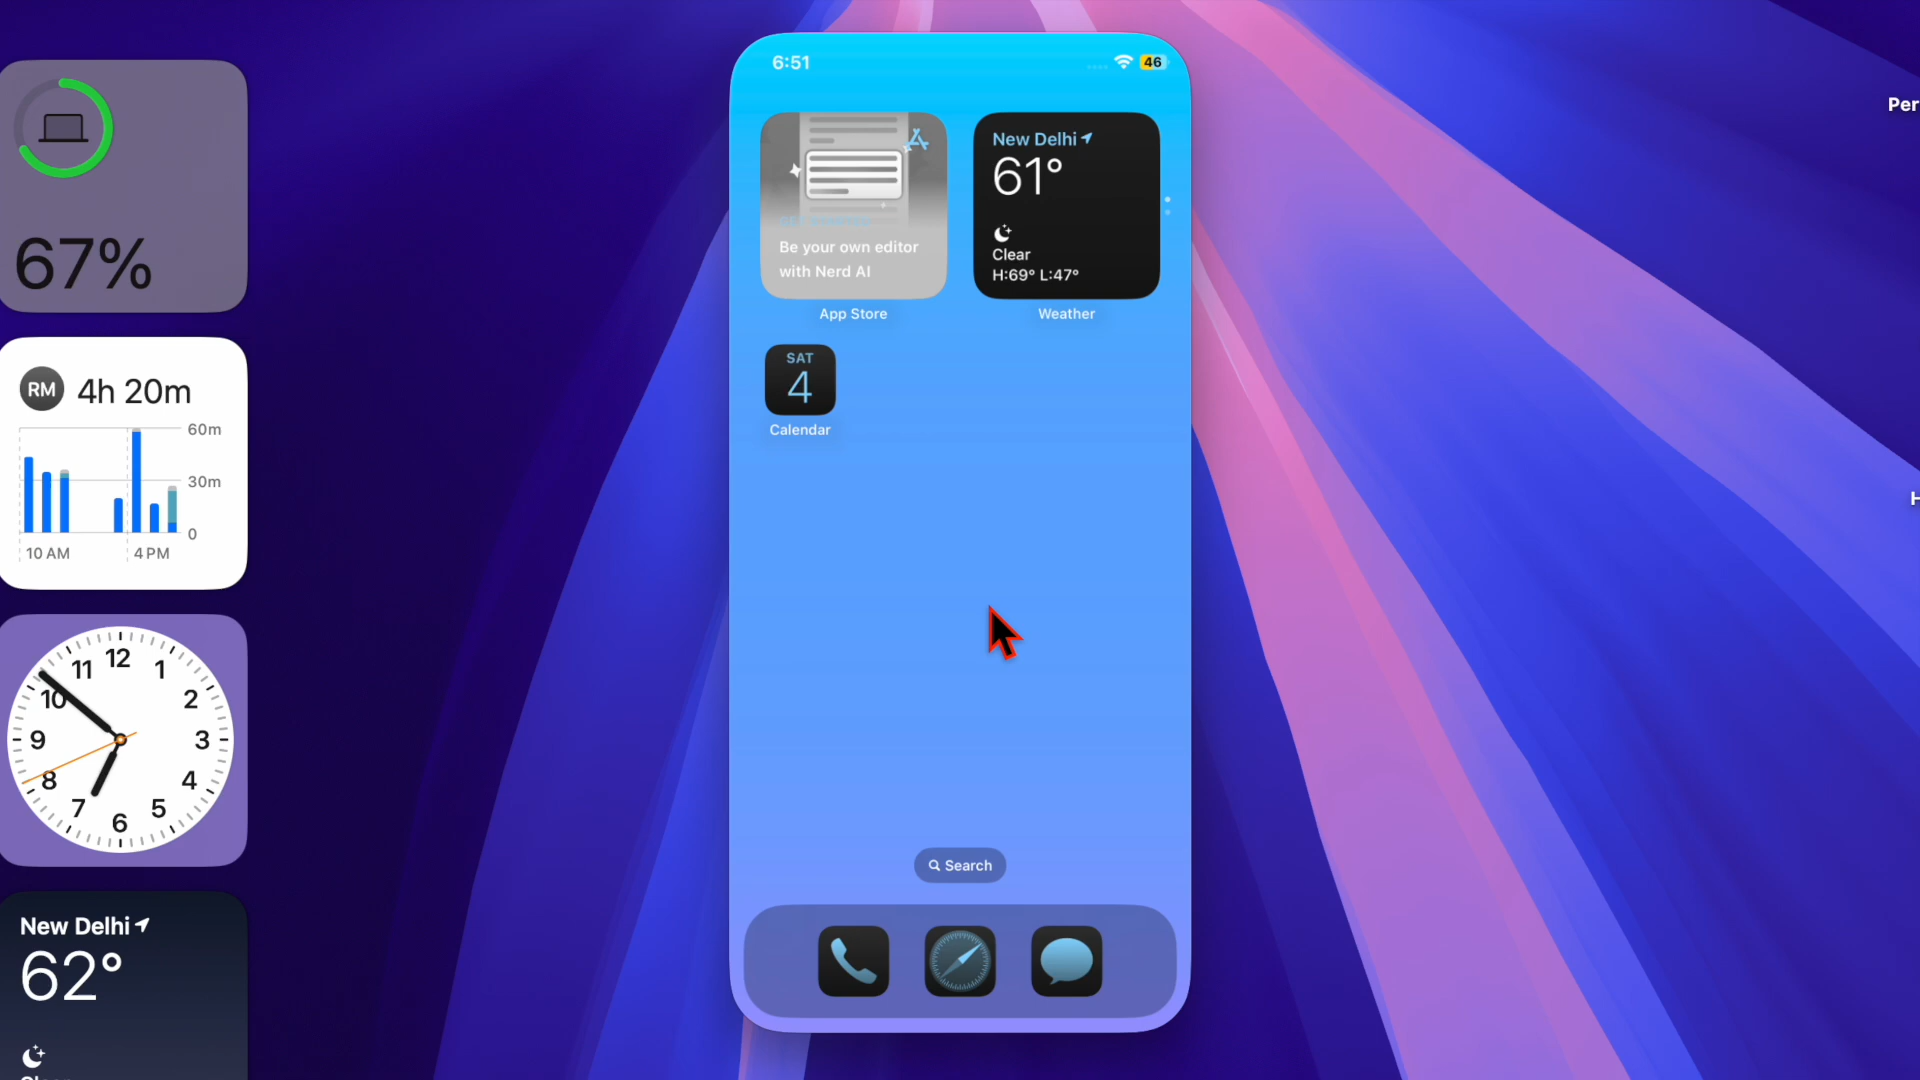 67%
RM 4h 20m
60m
30m
0
10 AM 4 PM
12
11 1
10 2
9 3
8 4
7 5
6
New Delhi
62°
6:51 46
Be your own editor
with Nerd AI
App Store
New Delhi
61°
Clear
H:69° L:47°
Weather
SAT
4
Calendar
Search
Per
H